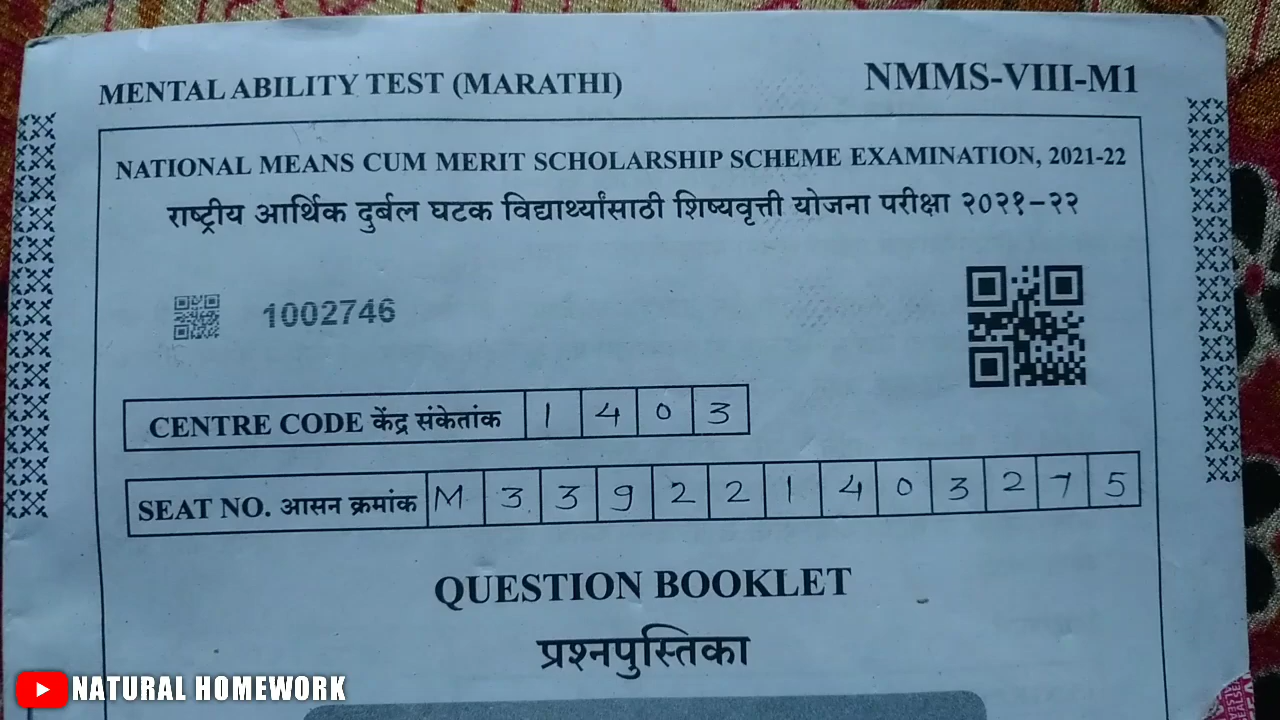 MENTAL ABILITY TEST (MARATHI) NMMS-VIII-M1
NATIONAL MEANS CUM MERIT SCHOLARSHIP SCHEME EXAMINATION, 2021-22
राष्ट्रीय आर्थिक दुर्बल घटक विद्यार्थ्यांसाठी शिष्यवृत्ती योजना परीक्षा २०२१–२२
1002746
CENTRE CODE केंद्र संकेतांक 1 4 0 3
SEAT NO. आसन क्रमांक M 3 3 9 2 2 1 4 0 3 2 7 5
QUESTION BOOKLET
प्रश्नपुस्तिका
NATURAL HOMEWORK